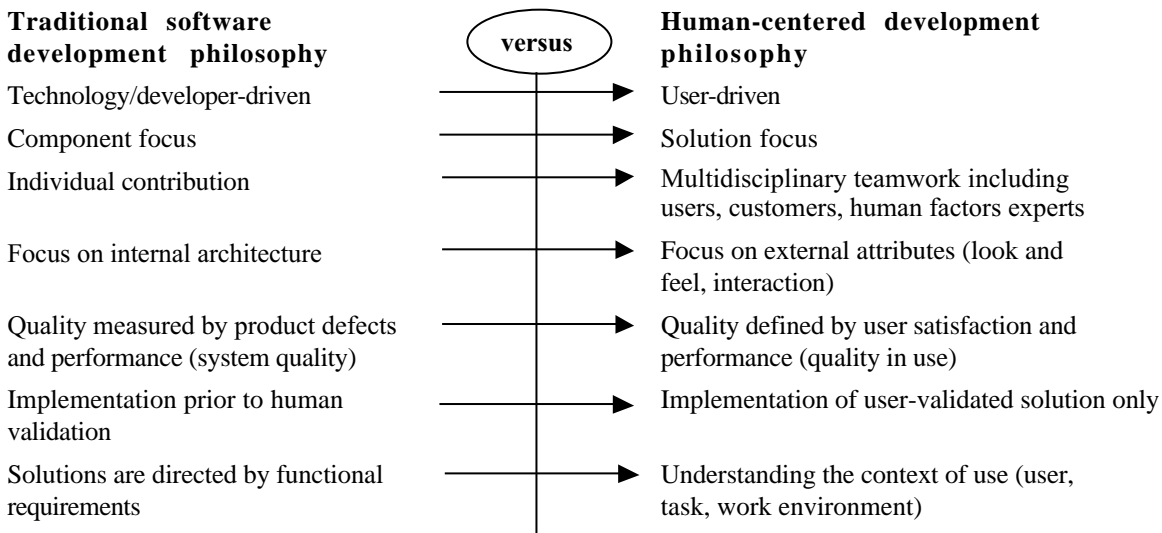 Traditional software
development philosophy
versus
Human-centered development
philosophy
Technology/developer-driven
User-driven
Component focus
Solution focus
Individual contribution
Multidisciplinary teamwork including
users, customers, human factors experts
Focus on internal architecture
Focus on external attributes (look and
feel, interaction)
Quality measured by product defects
and performance (system quality)
Quality defined by user satisfaction and
performance (quality in use)
Implementation prior to human
validation
Implementation of user-validated solution only
Solutions are directed by functional
requirements
Understanding the context of use (user,
task, work environment)